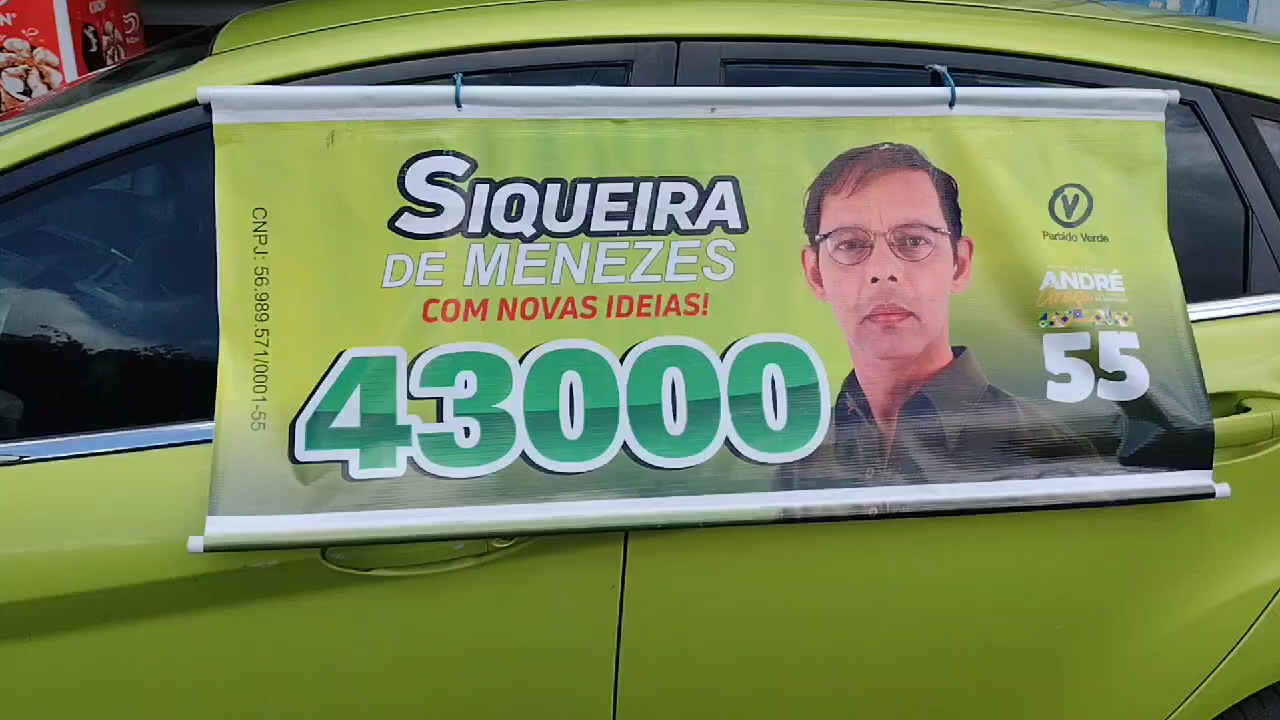 SIQUEIRA
DE MENEZES
COM NOVAS IDEIAS!
43000
CNPJ: 56.989.571/0001-55
V
Partido Verde
ANDRÉ
55